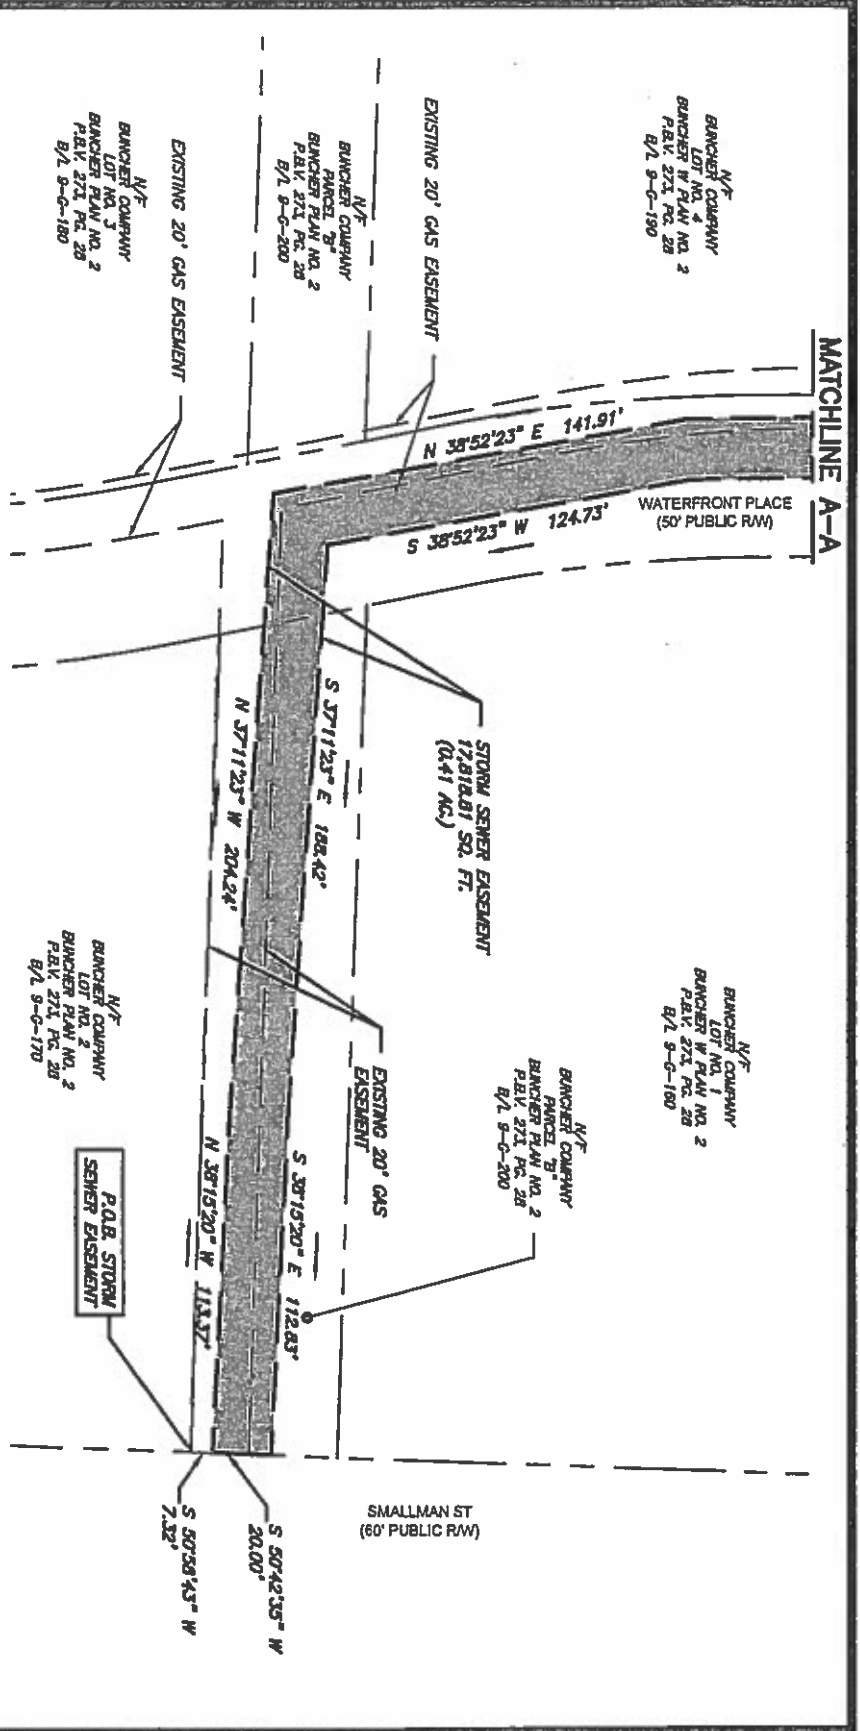 MATCHLINE A-A
N/F
BUNCHER COMPANY
LOT NO. 4
BUNCHER W PLAN NO. 2
P.B.V. 273, PG. 28
B/L 9-G-190
EXISTING 20' GAS EASEMENT
N/F
BUNCHER COMPANY
PARCEL "B"
BUNCHER PLAN NO. 2
P.B.V. 273, PG. 28
B/L 9-G-200
EXISTING 20' GAS EASEMENT
N/F
BUNCHER COMPANY
LOT NO. 3
BUNCHER PLAN NO. 2
P.B.V. 273, PG. 28
B/L 9-G-180
N 38°52'23" E 141.91'
S 38°52'23" W 124.73'
WATERFRONT PLACE
(50' PUBLIC R/W)
STORM SEWER EASEMENT
17,818.81 SQ. FT.
(0.41 AC.)
S 37°11'23" E 188.42'
N 37°11'23" W 204.24'
N/F
BUNCHER COMPANY
LOT NO. 1
BUNCHER W PLAN NO. 2
P.B.V. 273, PG. 28
B/L 9-G-160
N/F
BUNCHER COMPANY
PARCEL "B"
BUNCHER PLAN NO. 2
P.B.V. 273, PG. 28
B/L 9-G-200
EXISTING 20' GAS
EASEMENT
S 38°15'20" E 112.83'
N 38°15'20" W 113.37'
N/F
BUNCHER COMPANY
LOT NO. 2
BUNCHER PLAN NO. 2
P.B.V. 273, PG. 28
B/L 9-G-170
P.O.B. STORM
SEWER EASEMENT
SMALLMAN ST
(60' PUBLIC R/W)
S 50°42'35" W
20.00'
S 50°58'43" W
7.32'